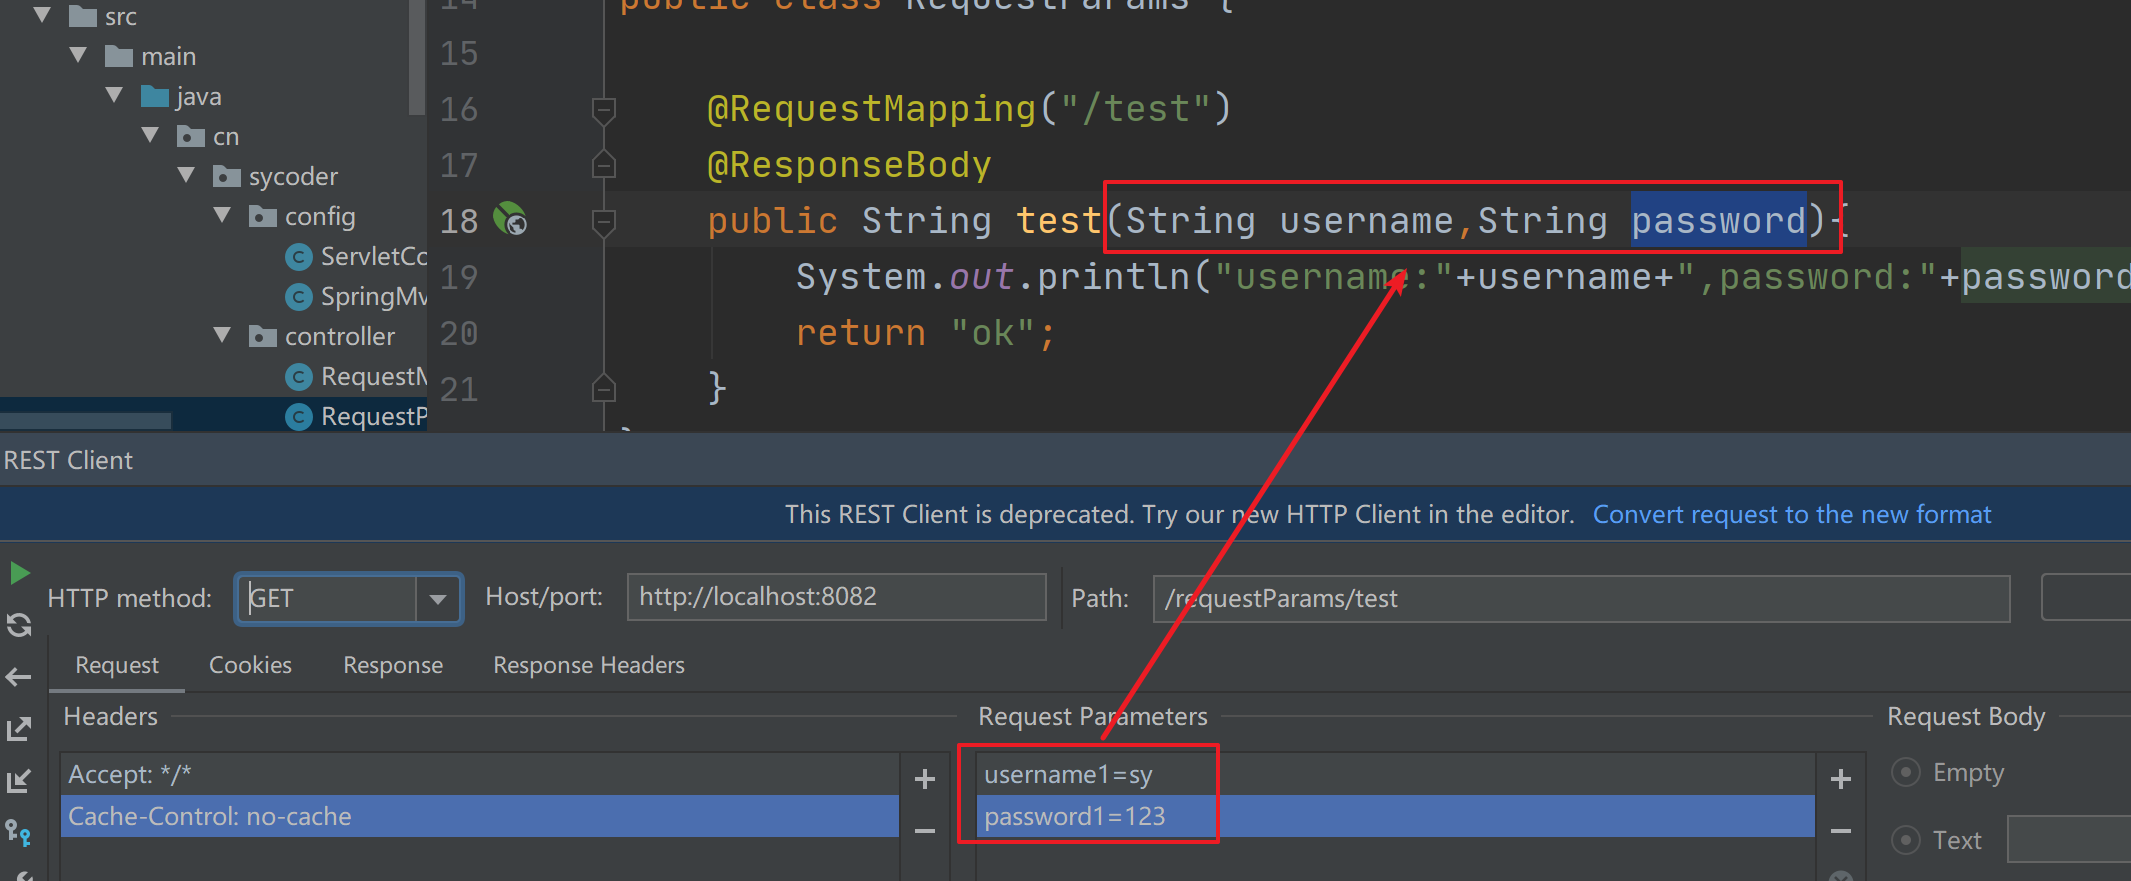 src
main
java
cn
sycoder
config
ServletCo
SpringMv
controller
RequestM
RequestP
14 public class RequestParams {
15
16 @RequestMapping("/test")
17 @ResponseBody
18 public String test(String username,String password){
19 System.out.println("username:"+username+",password:"+password
20 return "ok";
21 }
}
REST Client
This REST Client is deprecated. Try our new HTTP Client in the editor. Convert request to the new format
HTTP method: GET Host/port: http://localhost:8082 Path: /requestParams/test
Request Cookies Response Response Headers
Headers Request Parameters Request Body
Accept: */* username1=sy Empty
Cache-Control: no-cache password1=123
Text